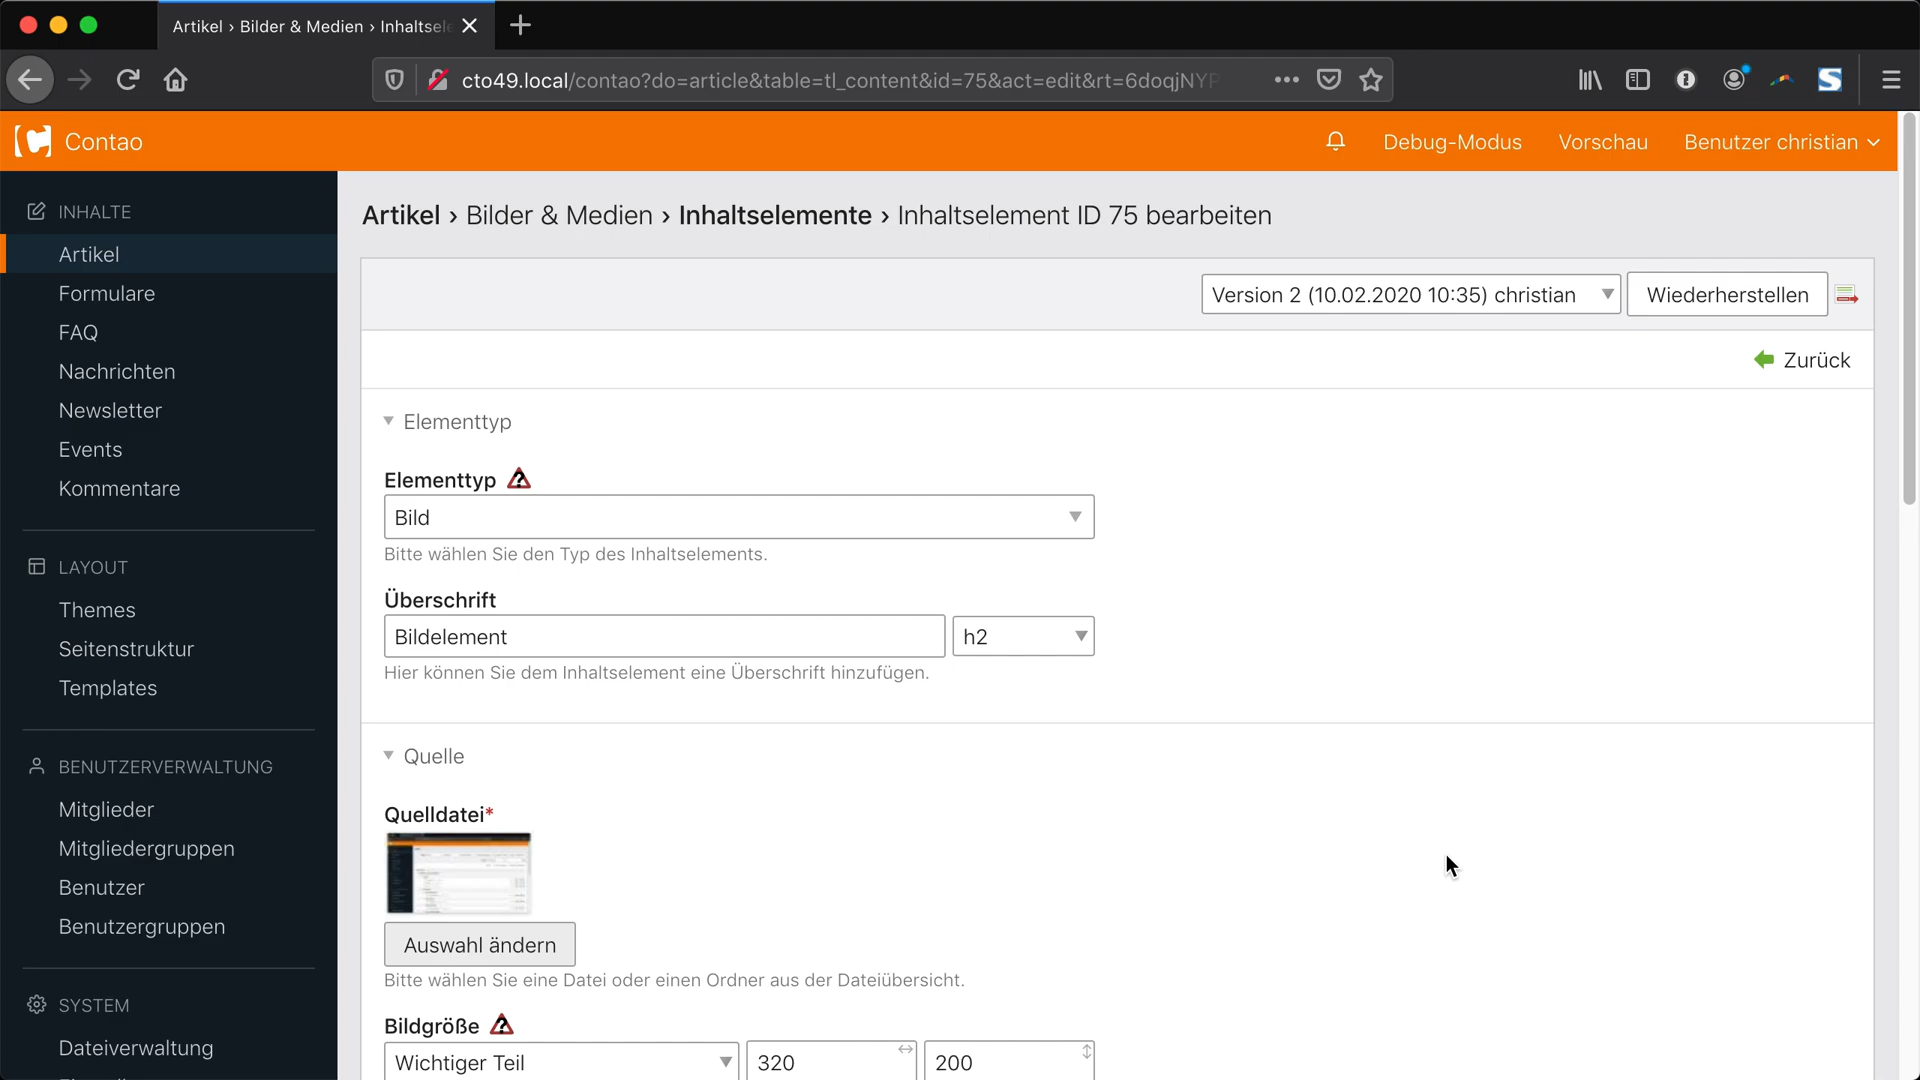 Artikel › Bilder & Medien › Inhaltsele
cto49.local/contao?do=article&table=tl_content&id=75&act=edit&rt=6doqjNYP
Contao
Debug-Modus
Vorschau
Benutzer christian
INHALTE
Artikel
Formulare
FAQ
Nachrichten
Newsletter
Events
Kommentare
LAYOUT
Themes
Seitenstruktur
Templates
BENUTZERVERWALTUNG
Mitglieder
Mitgliedergruppen
Benutzer
Benutzergruppen
SYSTEM
Dateiverwaltung
Artikel › Bilder & Medien › Inhaltselemente › Inhaltselement ID 75 bearbeiten
Version 2 (10.02.2020 10:35) christian
Wiederherstellen
Zurück
Elementtyp
Elementtyp
Bild
Bitte wählen Sie den Typ des Inhaltselements.
Überschrift
Bildelement
h2
Hier können Sie dem Inhaltselement eine Überschrift hinzufügen.
Quelle
Quelldatei*
Auswahl ändern
Bitte wählen Sie eine Datei oder einen Ordner aus der Dateiübersicht.
Bildgröße
Wichtiger Teil
320
200